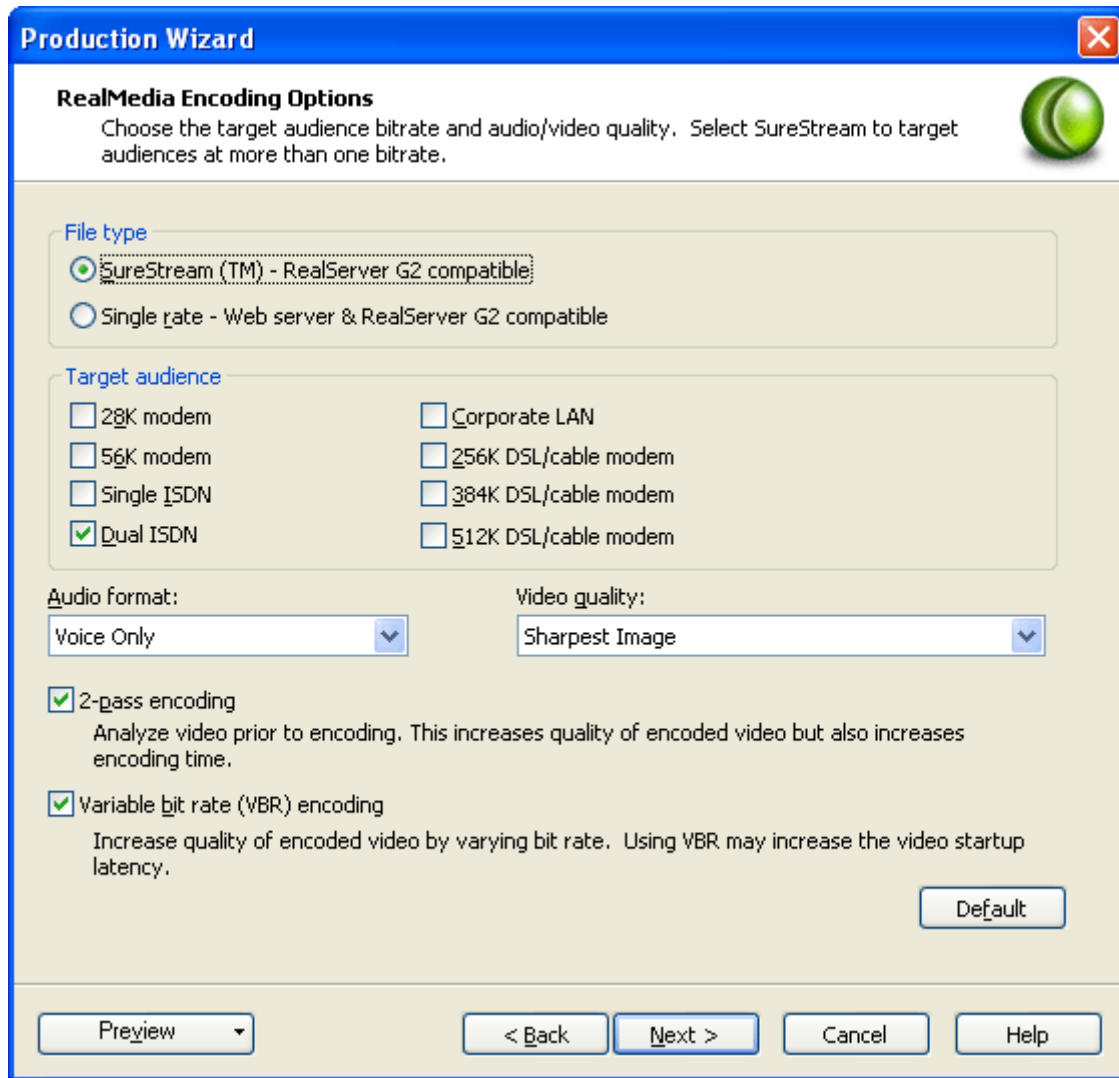 Production Wizard
RealMedia Encoding Options
Choose the target audience bitrate and audio/video quality.  Select SureStream to target
audiences at more than one bitrate.
File type
SureStream (TM) - RealServer G2 compatible
Single rate - Web server & RealServer G2 compatible
Target audience
28K modem
Corporate LAN
56K modem
256K DSL/cable modem
Single ISDN
384K DSL/cable modem
Dual ISDN
512K DSL/cable modem
Audio format:
Video quality:
Voice Only
Sharpest Image
2-pass encoding
Analyze video prior to encoding. This increases quality of encoded video but also increases
encoding time.
Variable bit rate (VBR) encoding
Increase quality of encoded video by varying bit rate.  Using VBR may increase the video startup
latency.
Default
Preview
< Back
Next >
Cancel
Help